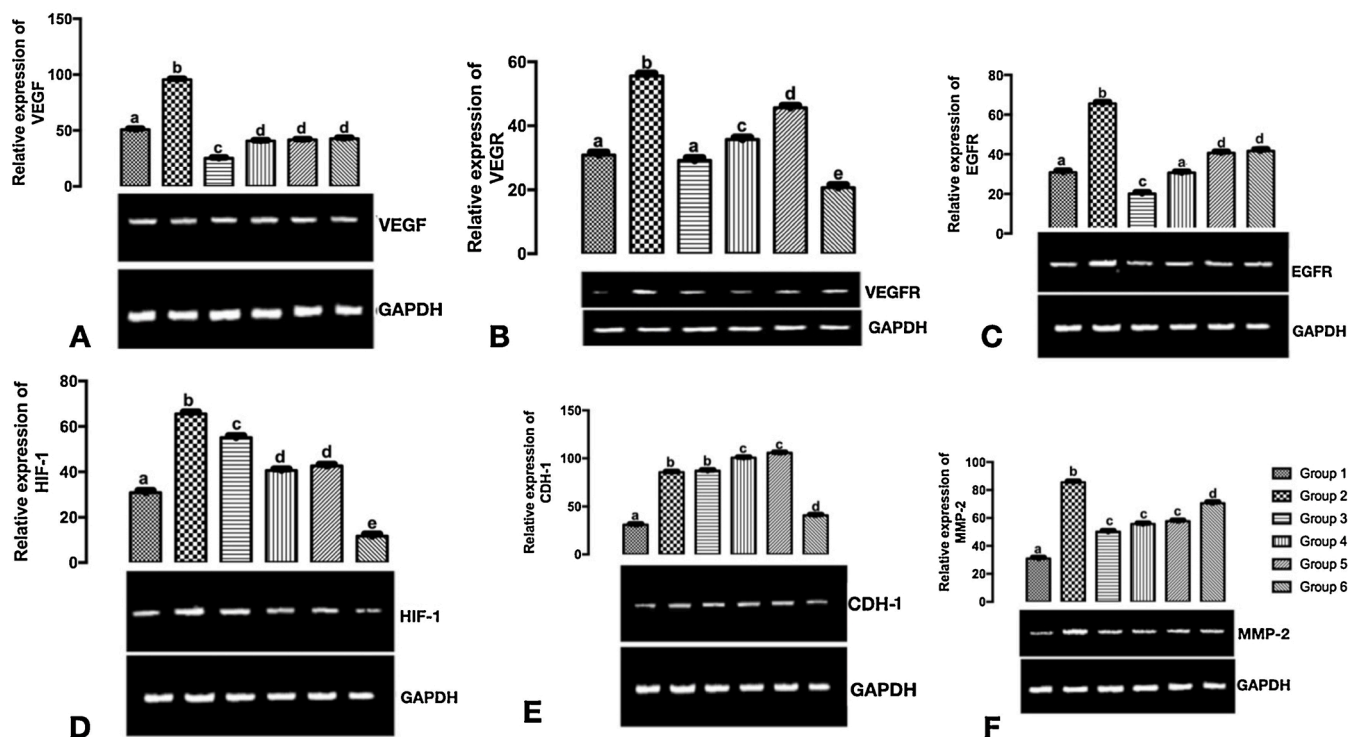 Relative expression of
VEGF
150
100
50
0
a
b
c
d
d
d
VEGF
GAPDH
A
Relative expression of
VEGR
60
40
20
0
a
b
a
c
d
e
VEGFR
GAPDH
B
Relative expression of
EGFR
80
60
40
20
0
a
b
c
a
d
d
EGFR
GAPDH
C
Relative expression of
HIF-1
80
60
40
20
0
a
b
c
d
d
e
HIF-1
GAPDH
D
Relative expression of
CDH-1
150
100
50
0
a
b
b
c
c
d
CDH-1
GAPDH
E
Relative expression of
MMP-2
100
80
60
40
20
0
a
b
c
c
c
d
MMP-2
GAPDH
F
Group 1
Group 2
Group 3
Group 4
Group 5
Group 6